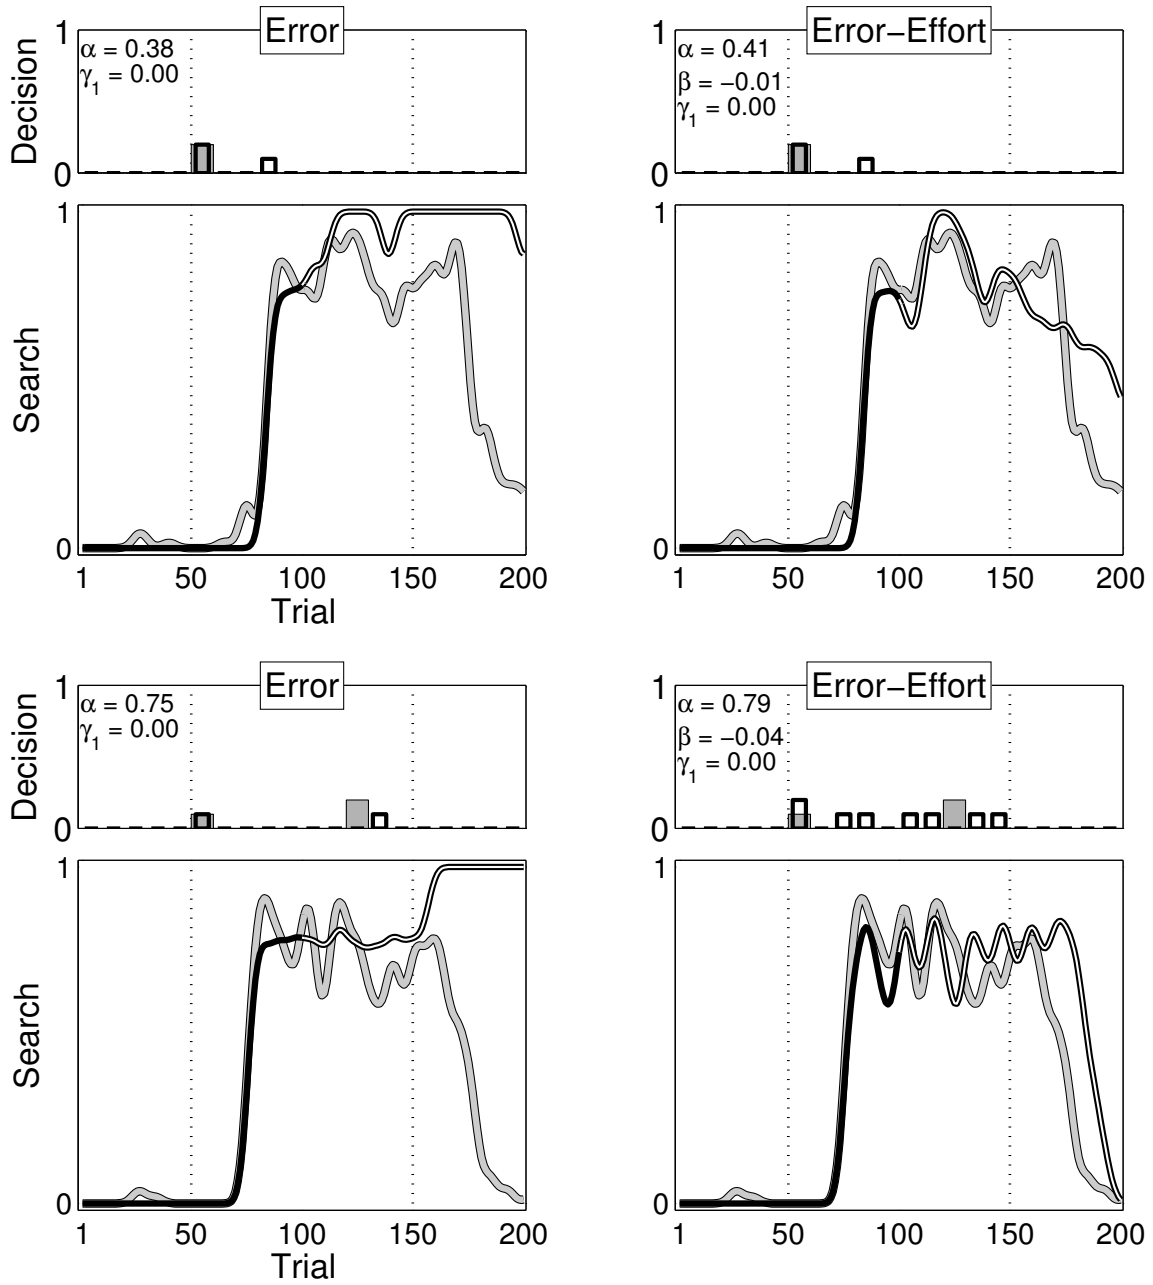 Error
Decision
1
0
α = 0.38
γ1 = 0.00
Search
1
0
1 50 100 150 200
Trial
Error−Effort
1
0
α = 0.41
β = −0.01
γ1 = 0.00
1
0
1 50 100 150 200
Error
Decision
1
0
α = 0.75
γ1 = 0.00
Search
1
0
1 50 100 150 200
Trial
Error−Effort
1
0
α = 0.79
β = −0.04
γ1 = 0.00
1
0
1 50 100 150 200